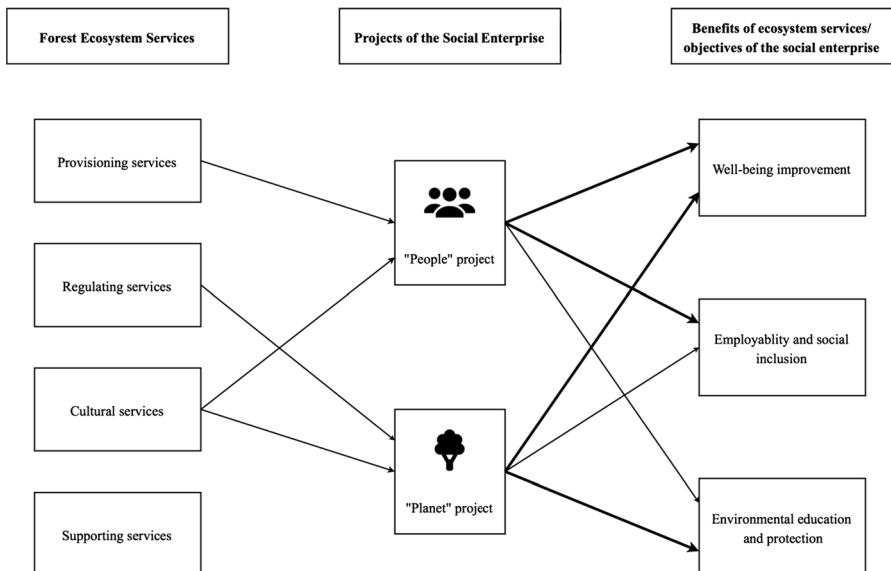 Forest Ecosystem Services
Projects of the Social Enterprise
Benefits of ecosystem services/
objectives of the social enterprise
Provisioning services
Regulating services
Cultural services
Supporting services
"People" project
"Planet" project
Well-being improvement
Employablity and social
inclusion
Environmental education
and protection